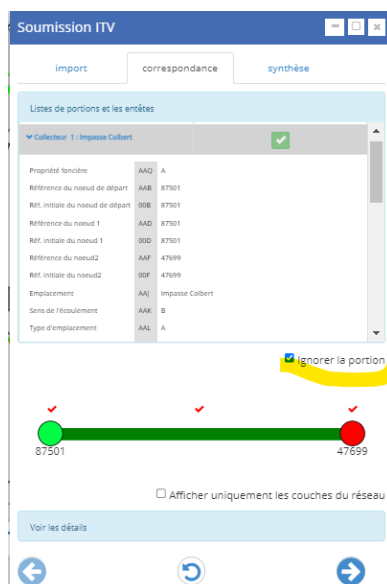 Soumission ITV
import correspondance synthèse
Listes de portions et les entêtes
Collecteur 1 : Impasse Colbert
Propriété foncière AAQ A
Référence du noeud de départ AAB 87501
Réf. initiale du noeud de départ 00B 87501
Référence du noeud 1 AAD 87501
Réf. initiale du noeud 1 00D 87501
Référence du noeud2 AAF 47699
Réf. initiale du noeud2 00F 47699
Emplacement AAJ Impasse Colbert
Sens de l'écoulement AAK B
Type d'emplacement AAL A
Ignorer la portion
87501 47699
Afficher uniquement les couches du réseau
Voir les détails